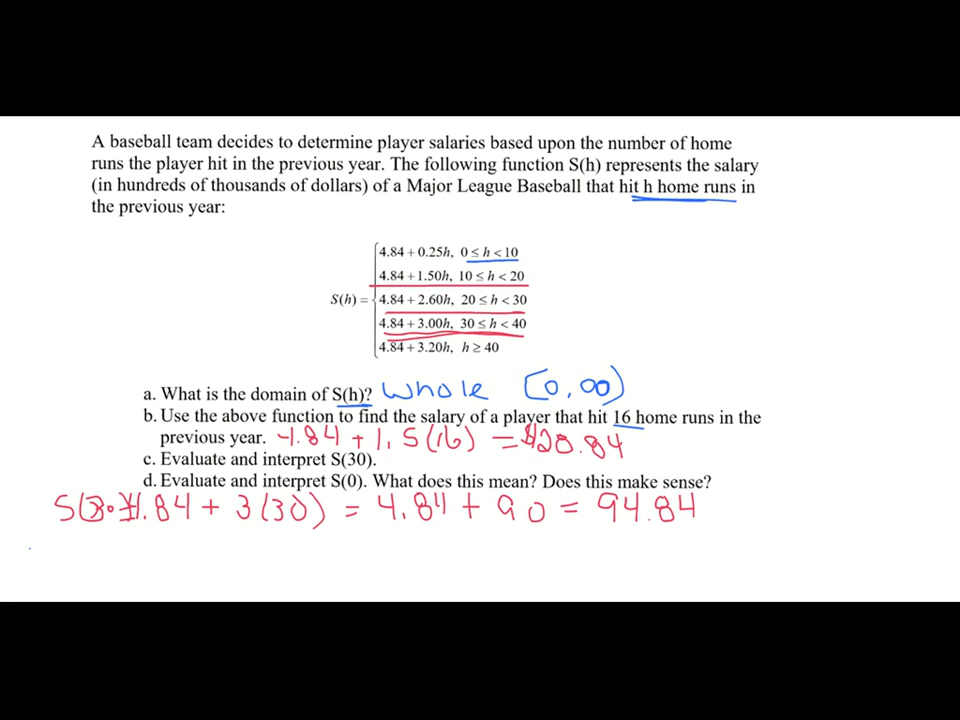 A baseball team decides to determine player salaries based upon the number of home
runs the player hit in the previous year. The following function S(h) represents the salary
(in hundreds of thousands of dollars) of a Major League Baseball that hit h home runs in
the previous year:
4.84 + 0.25h, 0 ≤ h < 10
4.84 + 1.50h, 10 ≤ h < 20
S(h) = 4.84 + 2.60h, 20 ≤ h < 30
4.84 + 3.00h, 30 ≤ h < 40
4.84 + 3.20h, h ≥ 40
a. What is the domain of S(h)? whole [0, ∞)
b. Use the above function to find the salary of a player that hit 16 home runs in the
previous year. 4.84 + 1.5(16) = $28.84
c. Evaluate and interpret S(30).
d. Evaluate and interpret S(0). What does this mean? Does this make sense?
S(30) = 4.84 + 3(30) = 4.84 + 90 = 94.84